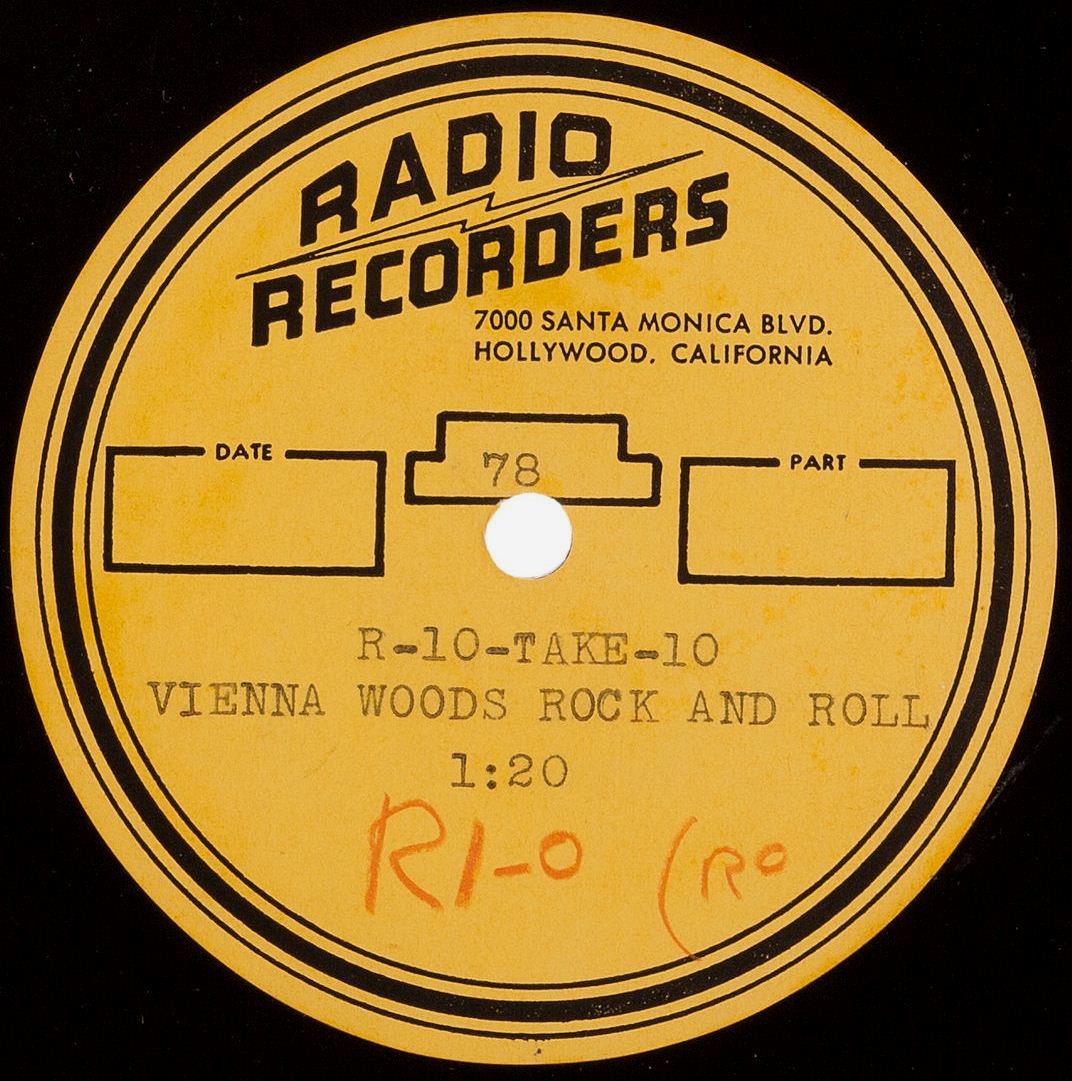 RADIO
RECORDERS
7000 SANTA MONICA BLVD.
HOLLYWOOD, CALIFORNIA
DATE
78
PART
R-10-TAKE-10
VIENNA WOODS ROCK AND ROLL
1:20
R1-0 (RO